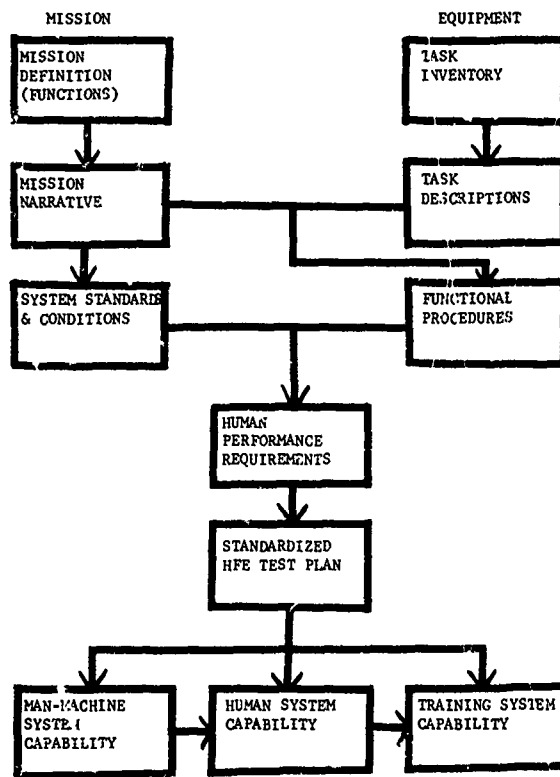 MISSION
EQUIPMENT
MISSION
DEFINITION
(FUNCTIONS)
TASK
INVENTORY
MISSION
NARRATIVE
TASK
DESCRIPTIONS
SYSTEM STANDARDS
& CONDITIONS
FUNCTIONAL
PROCEDURES
HUMAN
PERFORMANCE
REQUIREMENTS
STANDARDIZED
HFE TEST PLAN
MAN-MACHINE
SYSTEM
CAPABILITY
HUMAN SYSTEM
CAPABILITY
TRAINING SYSTEM
CAPABILITY